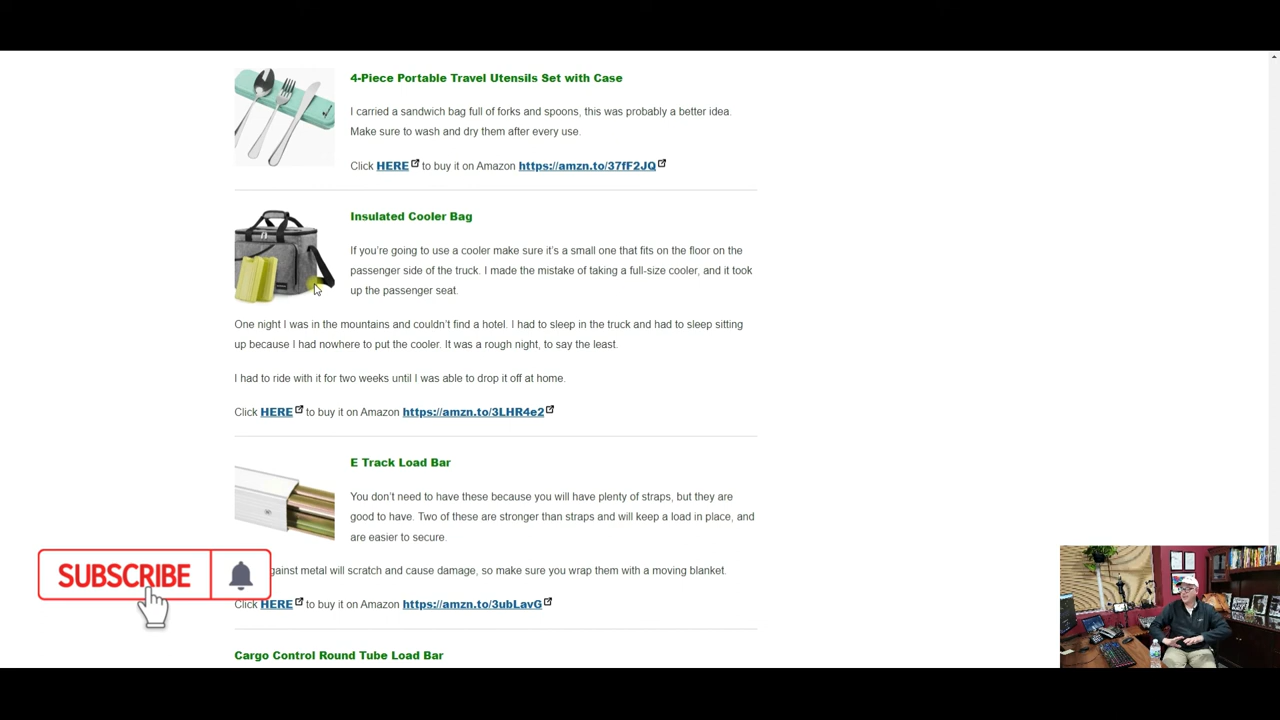 4-Piece Portable Travel Utensils Set with Case
I carried a sandwich bag full of forks and spoons, this was probably a better idea.
Make sure to wash and dry them after every use.
Click HERE to buy it on Amazon https://amzn.to/37fF2JQ
Insulated Cooler Bag
If you’re going to use a cooler make sure it’s a small one that fits on the floor on the
passenger side of the truck. I made the mistake of taking a full-size cooler, and it took
up the passenger seat.
One night I was in the mountains and couldn’t find a hotel. I had to sleep in the truck and had to sleep sitting
up because I had nowhere to put the cooler. It was a rough night, to say the least.
I had to ride with it for two weeks until I was able to drop it off at home.
Click HERE to buy it on Amazon https://amzn.to/3LHR4e2
E Track Load Bar
You don’t need to have these because you will have plenty of straps, but they are
good to have. Two of these are stronger than straps and will keep a load in place, and
are easier to secure.
against metal will scratch and cause damage, so make sure you wrap them with a moving blanket.
SUBSCRIBE
Click HERE to buy it on Amazon https://amzn.to/3ubLavG
Cargo Control Round Tube Load Bar